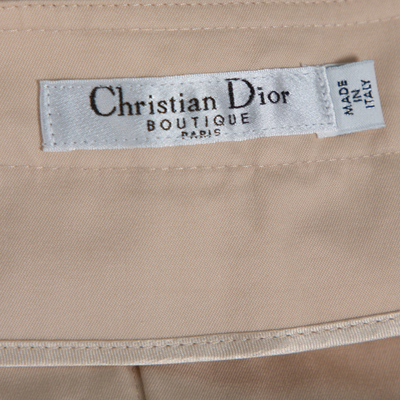 Christian Dior
BOUTIQUE
PARIS
MADE
IN
ITALY